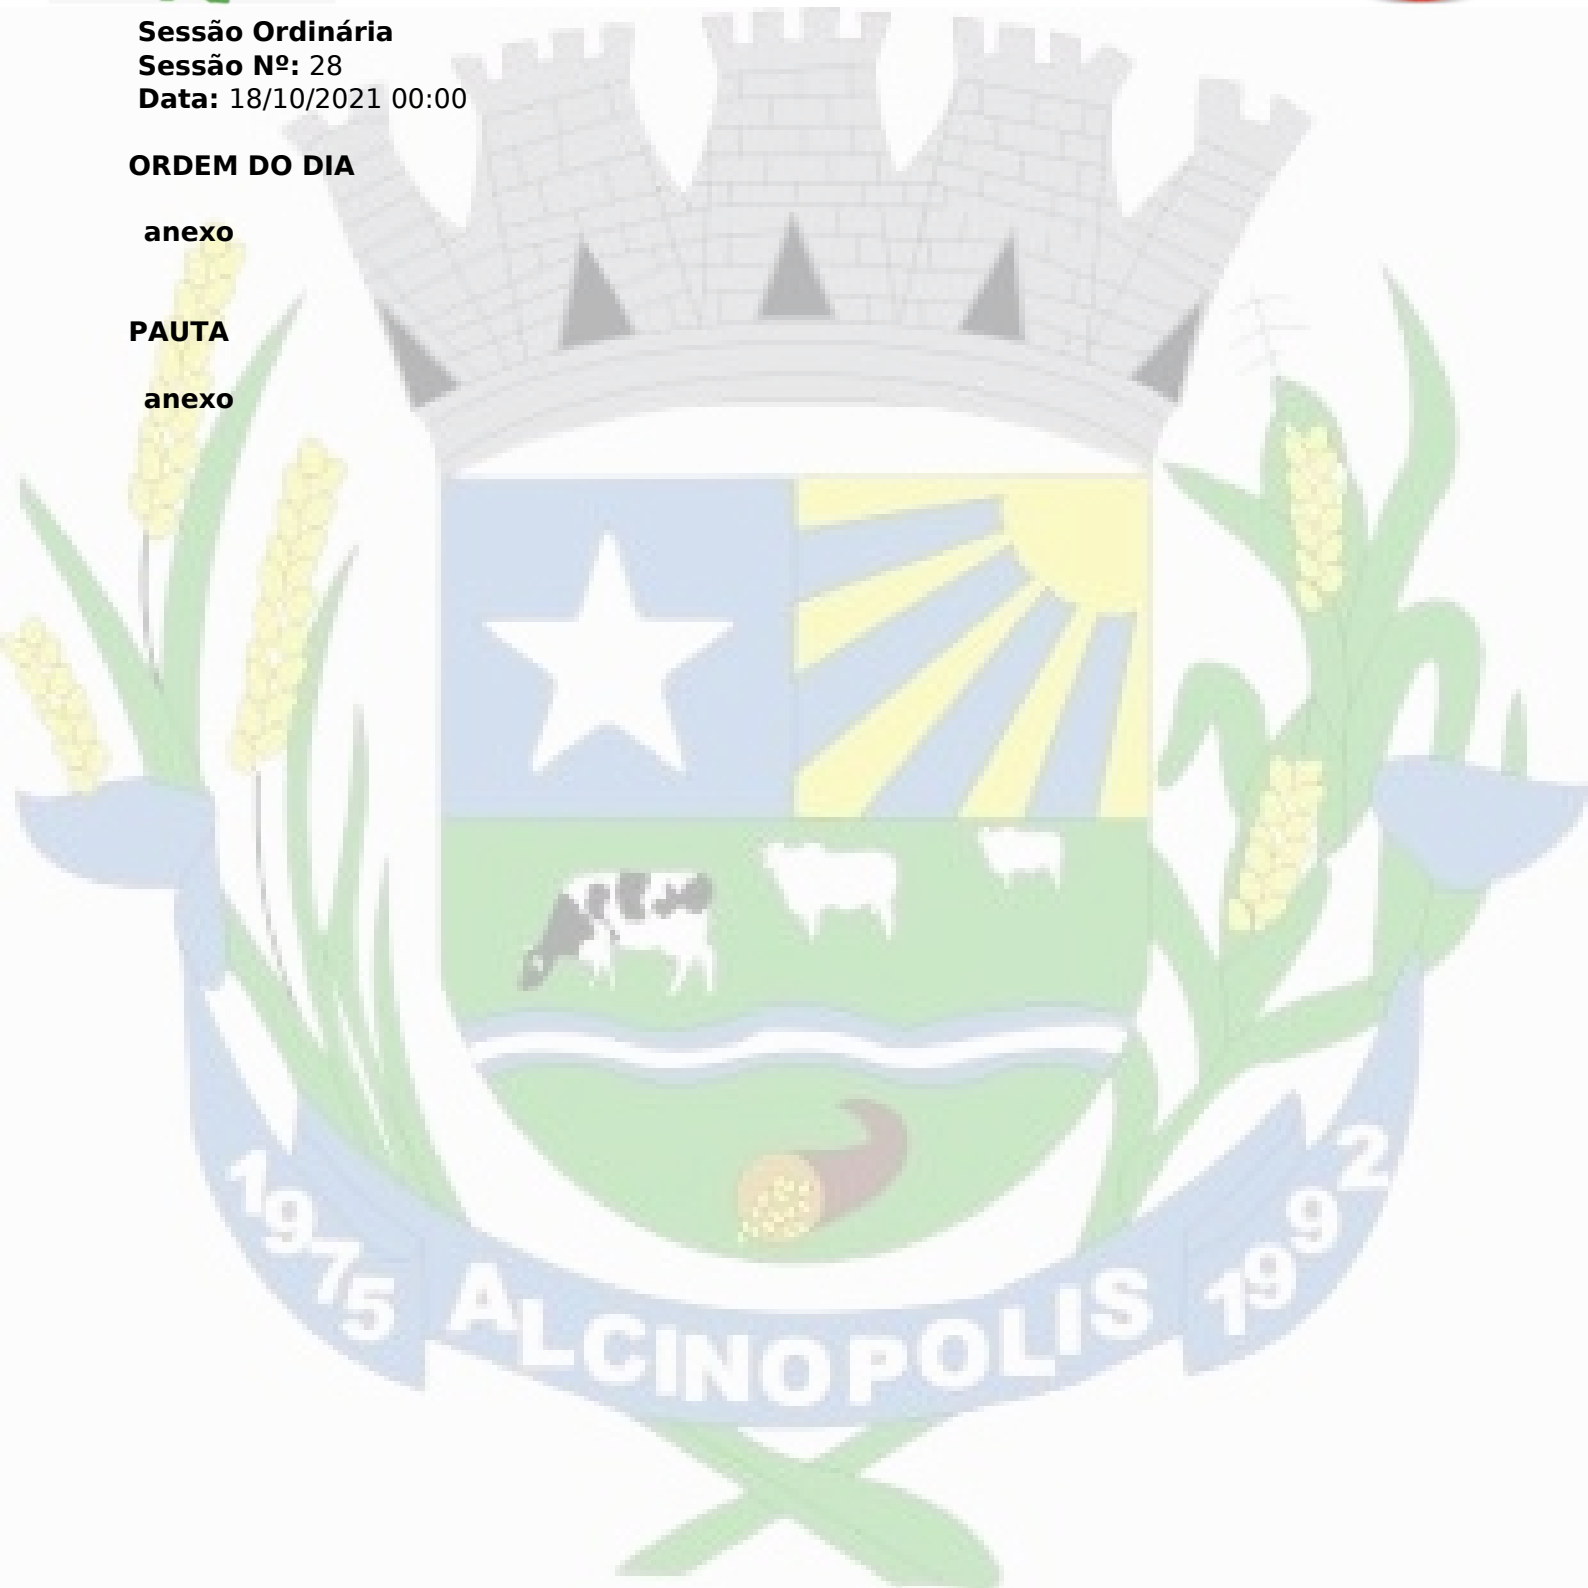 Sessão Ordinária
Sessão Nº: 28
Data: 18/10/2021 00:00
ORDEM DO DIA
anexo
PAUTA
anexo
1975 ALCINOPOLIS 1992